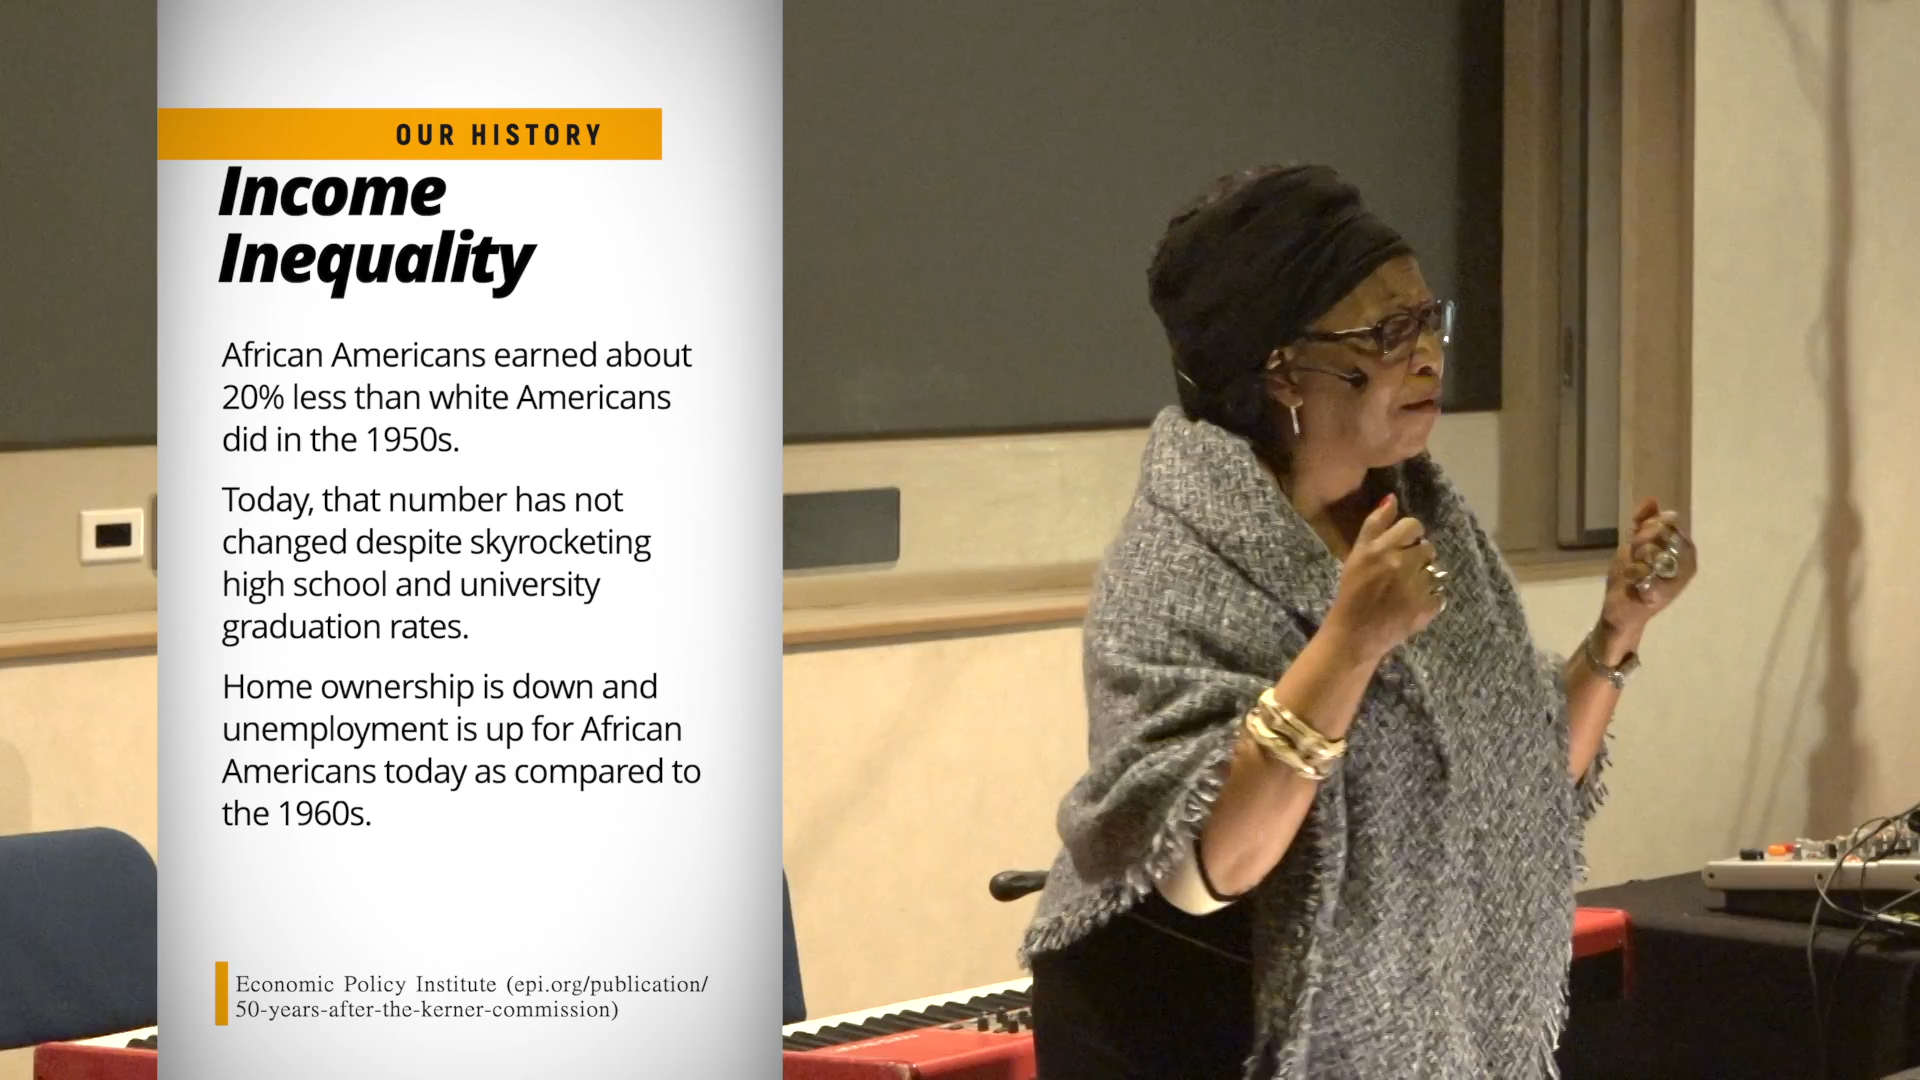 OUR HISTORY
Income
Inequality
African Americans earned about
20% less than white Americans
did in the 1950s.
Today, that number has not
changed despite skyrocketing
high school and university
graduation rates.
Home ownership is down and
unemployment is up for African
Americans today as compared to
the 1960s.
Economic Policy Institute (epi.org/publication/
50-years-after-the-kerner-commission)